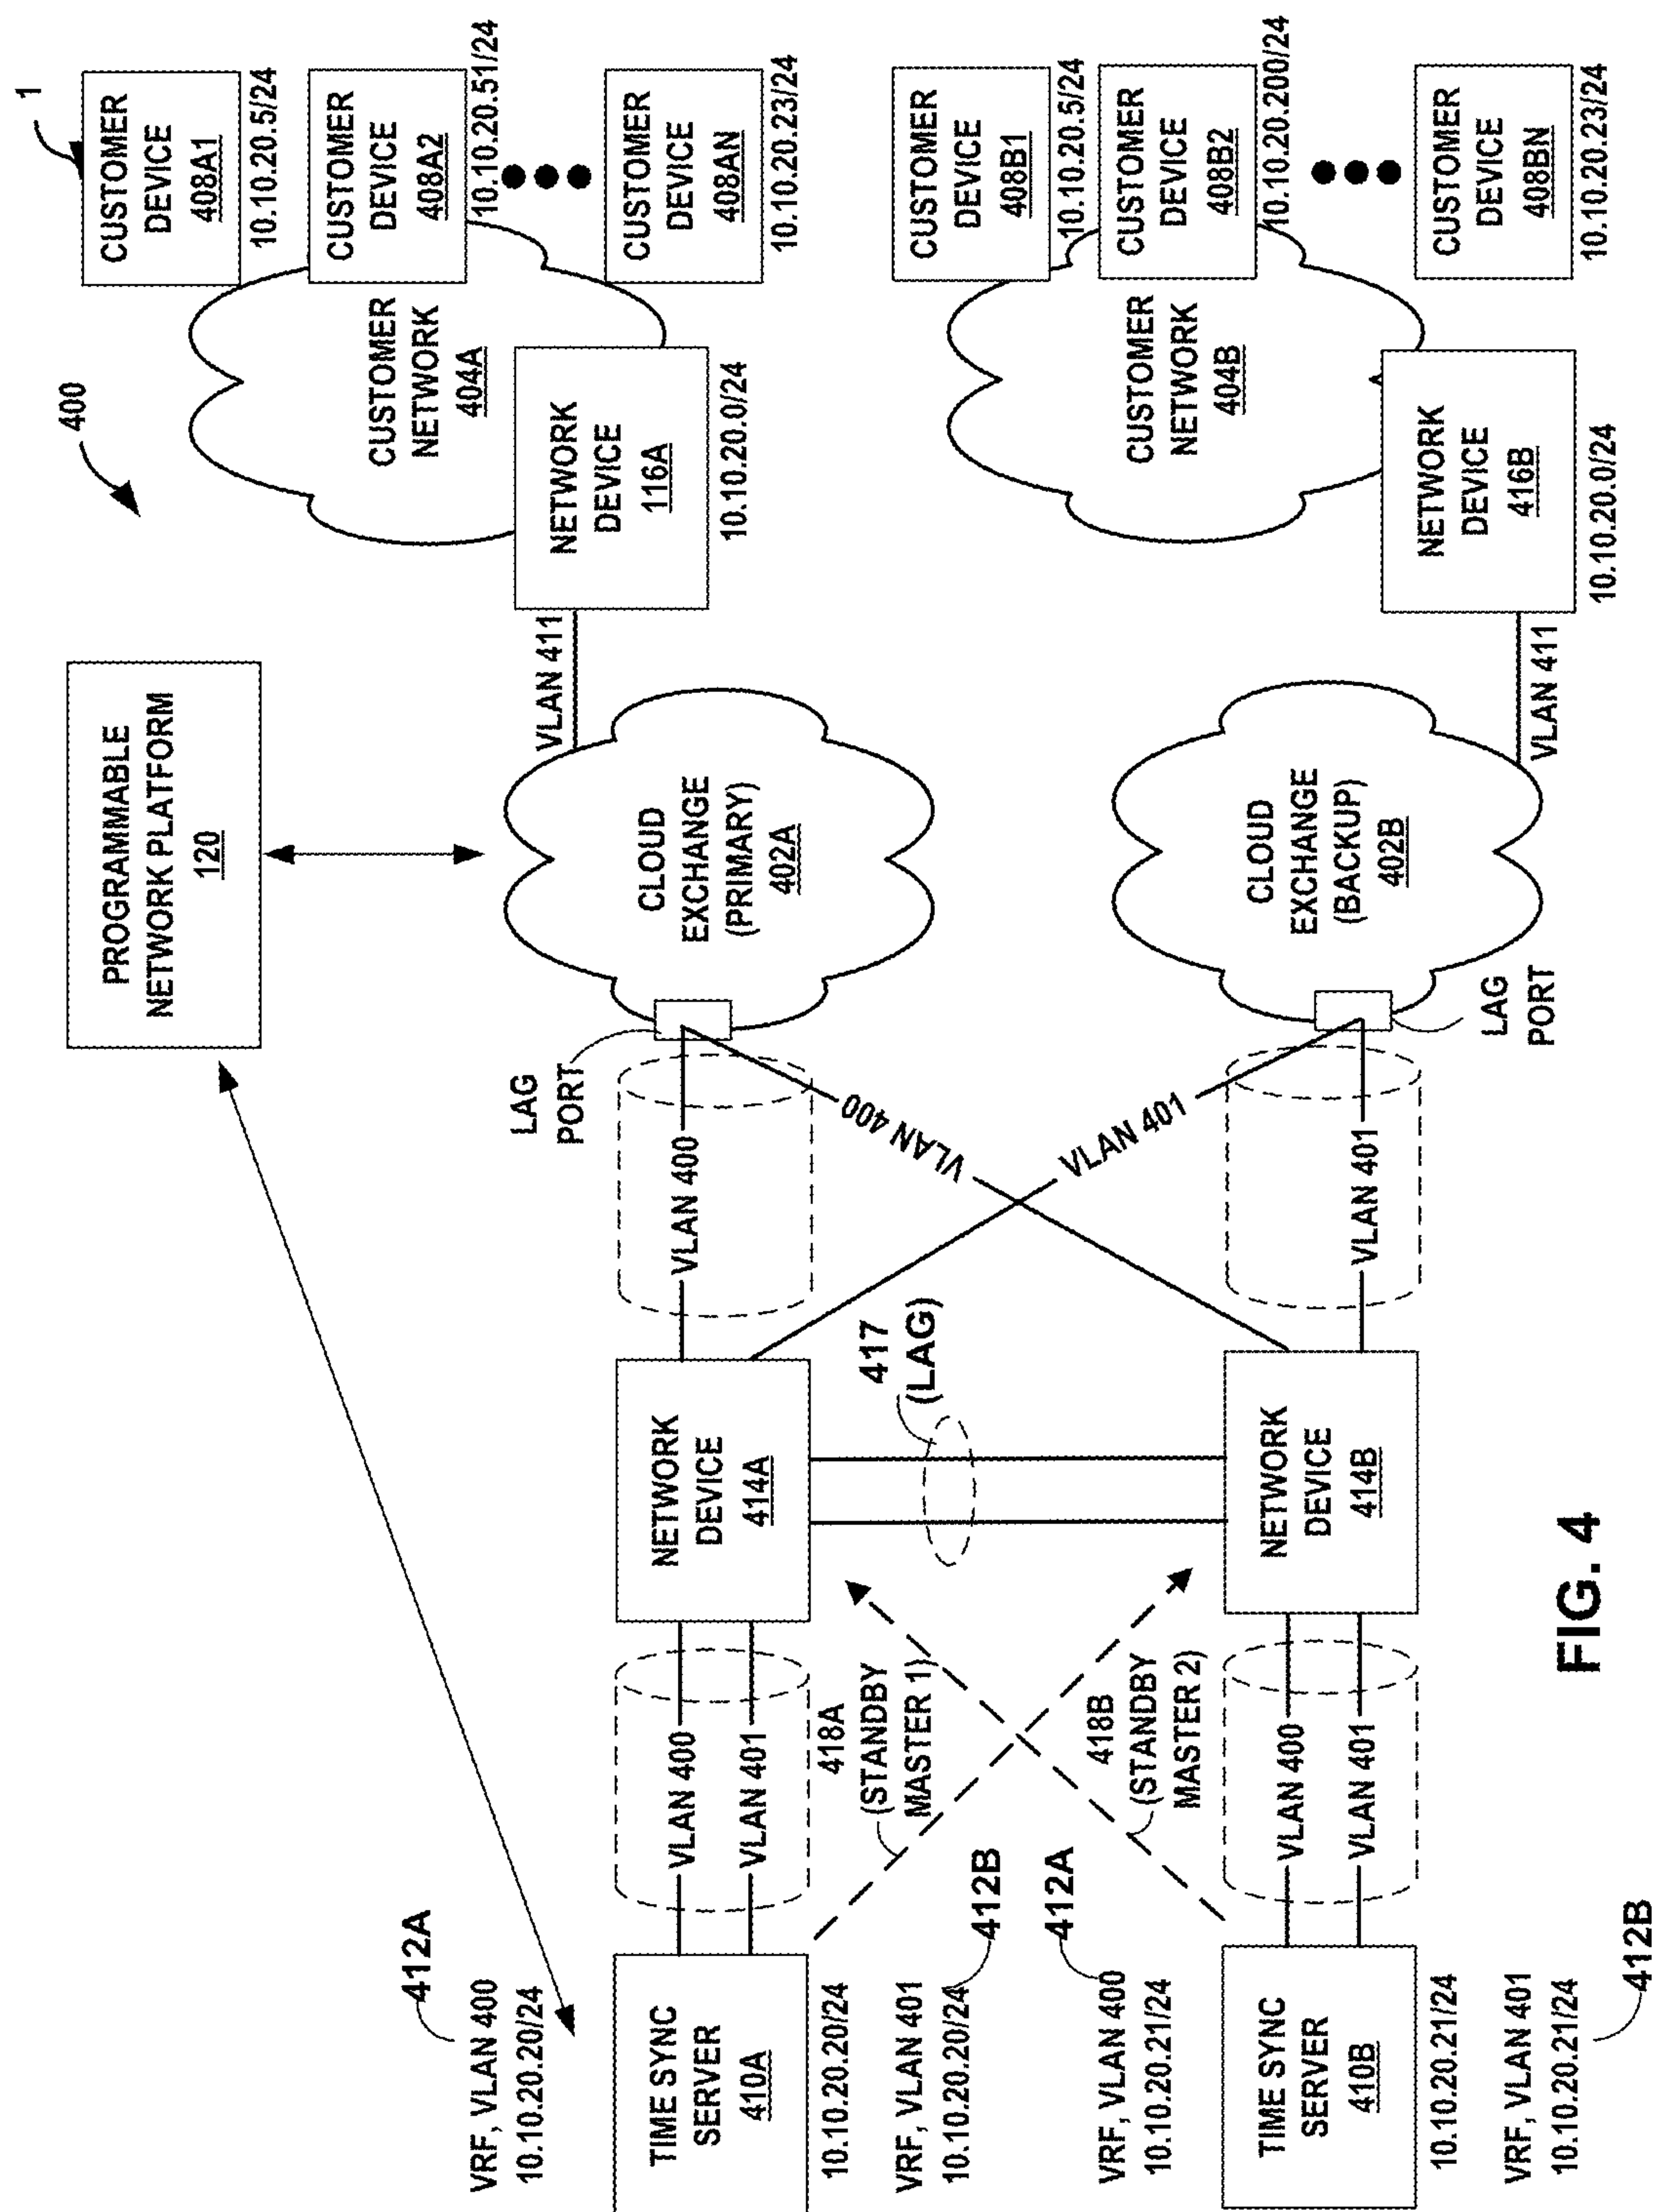 1
400
PROGRAMMABLE
NETWORK PLATFORM
120
CUSTOMER
DEVICE
408A1
10.10.20.5/24
CUSTOMER
DEVICE
408A2
10.10.20.51/24
CUSTOMER
DEVICE
408AN
10.10.20.23/24
CUSTOMER
NETWORK
404A
NETWORK
DEVICE
116A
10.10.20.0/24
VLAN 411
CLOUD
EXCHANGE
(PRIMARY)
402A
LAG
PORT
VLAN 400
VLAN 400
VLAN 401
VLAN 401
NETWORK
DEVICE
414A
417
(LAG)
NETWORK
DEVICE
414B
VLAN 400
VLAN 401
418A
(STANDBY
MASTER 1)
418B
(STANDBY
MASTER 2)
VLAN 400
VLAN 401
412A
VRF, VLAN 400
10.10.20.20/24
TIME SYNC
SERVER
410A
10.10.20.20/24
VRF, VLAN 401
10.10.20.20/24
412B
412A
VRF, VLAN 400
10.10.20.21/24
TIME SYNC
SERVER
410B
10.10.20.21/24
VRF, VLAN 401
10.10.20.21/24
412B
CLOUD
EXCHANGE
(BACKUP)
402B
LAG
PORT
VLAN 411
CUSTOMER
NETWORK
404B
NETWORK
DEVICE
416B
10.10.20.0/24
CUSTOMER
DEVICE
408B1
10.10.20.5/24
CUSTOMER
DEVICE
408B2
10.10.20.200/24
CUSTOMER
DEVICE
408BN
10.10.20.23/24
FIG. 4